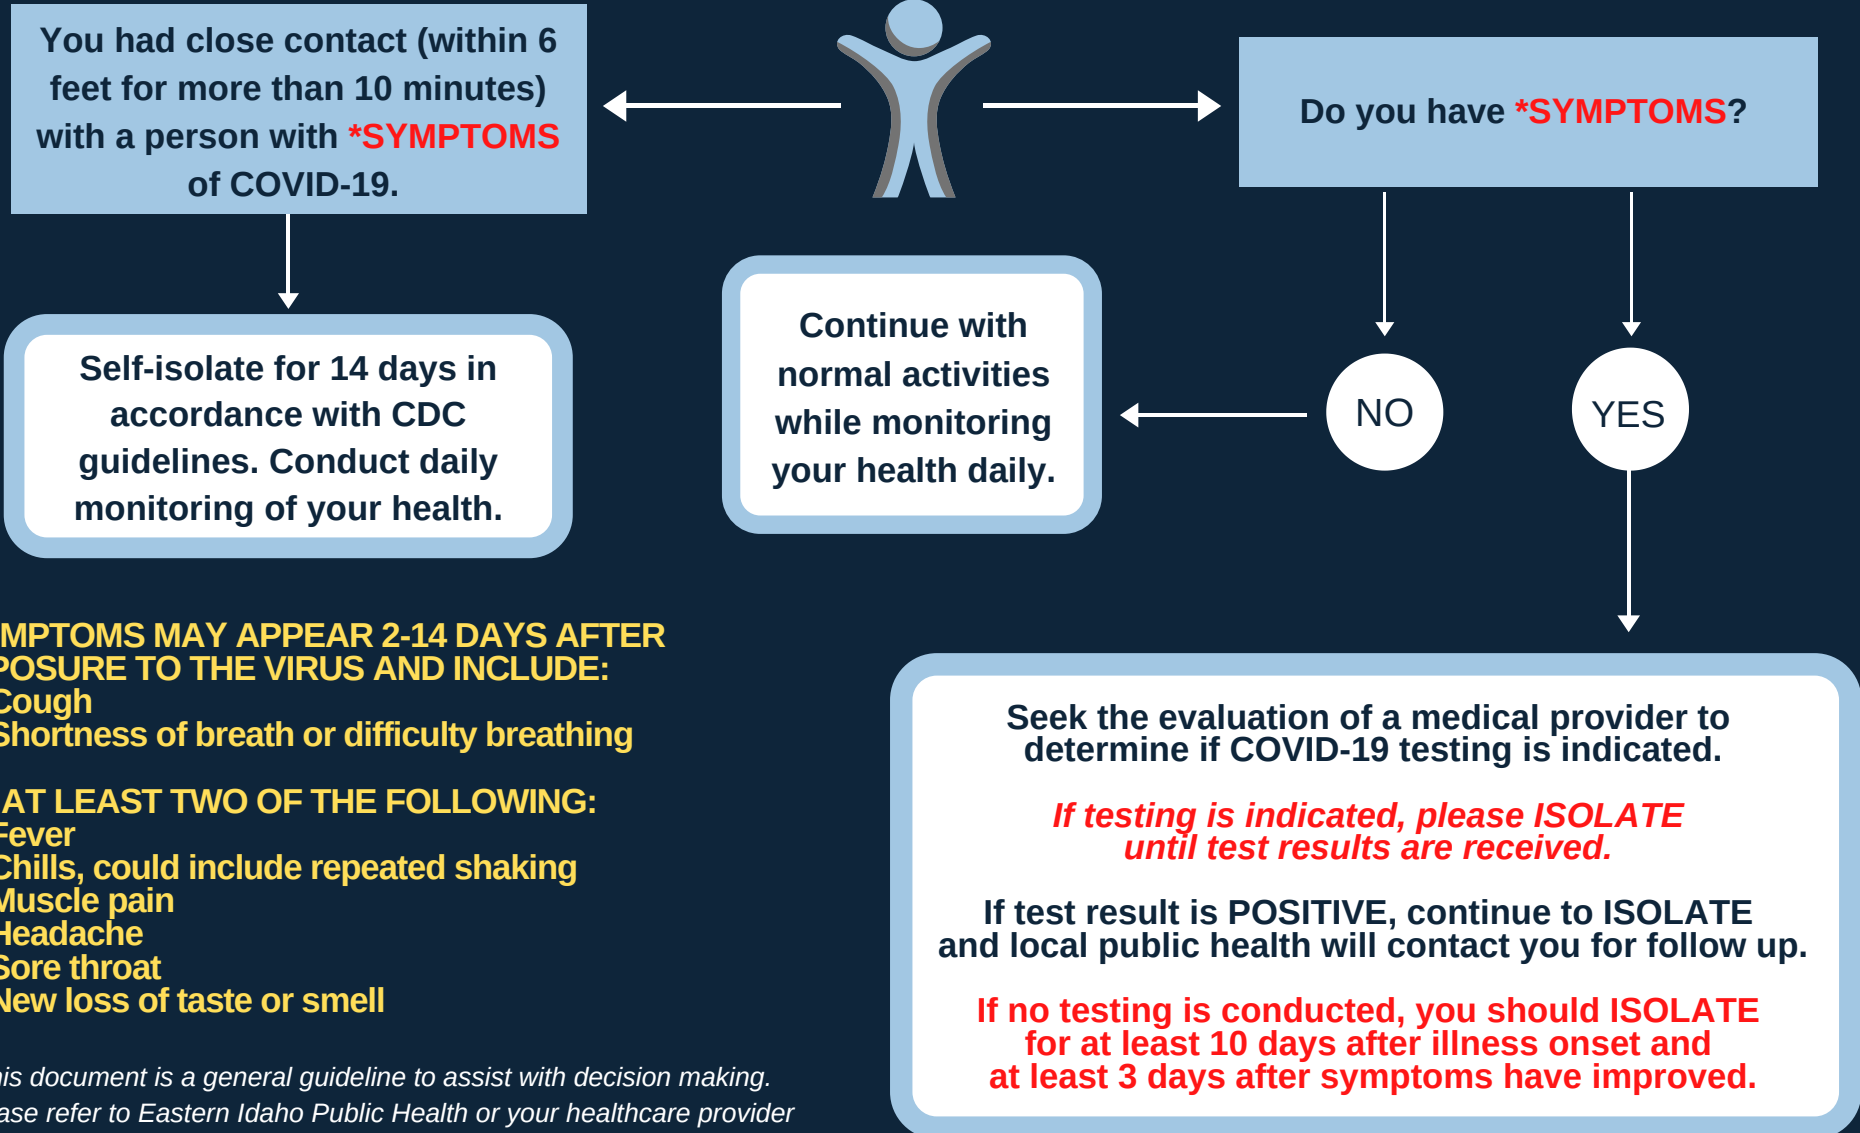 You had close contact (within 6
feet for more than 10 minutes)
with a person with *SYMPTOMS
of COVID-19.
Do you have *SYMPTOMS?
Self-isolate for 14 days in
accordance with CDC
guidelines. Conduct daily
monitoring of your health.
Continue with
normal activities
while monitoring
your health daily.
NO
YES
MPTOMS MAY APPEAR 2-14 DAYS AFTER
POSURE TO THE VIRUS AND INCLUDE:
Cough
Shortness of breath or difficulty breathing
AT LEAST TWO OF THE FOLLOWING:
Fever
Chills, could include repeated shaking
Muscle pain
Headache
Sore throat
New loss of taste or smell
his document is a general guideline to assist with decision making.
ase refer to Eastern Idaho Public Health or your healthcare provider
Seek the evaluation of a medical provider to
determine if COVID-19 testing is indicated.
If testing is indicated, please ISOLATE
until test results are received.
If test result is POSITIVE, continue to ISOLATE
and local public health will contact you for follow up.
If no testing is conducted, you should ISOLATE
for at least 10 days after illness onset and
at least 3 days after symptoms have improved.